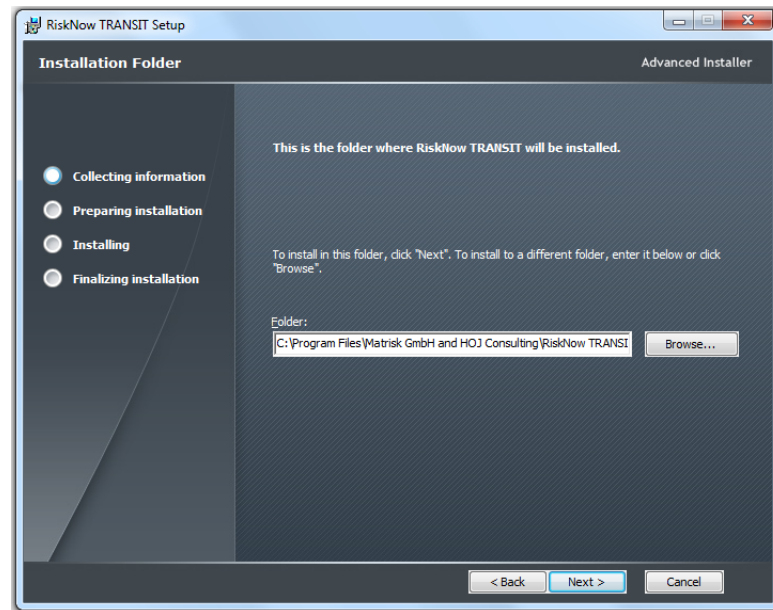 RiskNow TRANSIT Setup
Installation Folder
Advanced Installer
This is the folder where RiskNow TRANSIT will be installed.
Collecting information
Preparing installation
Installing
Finalizing installation
To install in this folder, click "Next". To install to a different folder, enter it below or click
"Browse".
Folder:
C:\Program Files\Matrisk GmbH and HOJ Consulting\RiskNow TRANSI
Browse...
< Back
Next >
Cancel